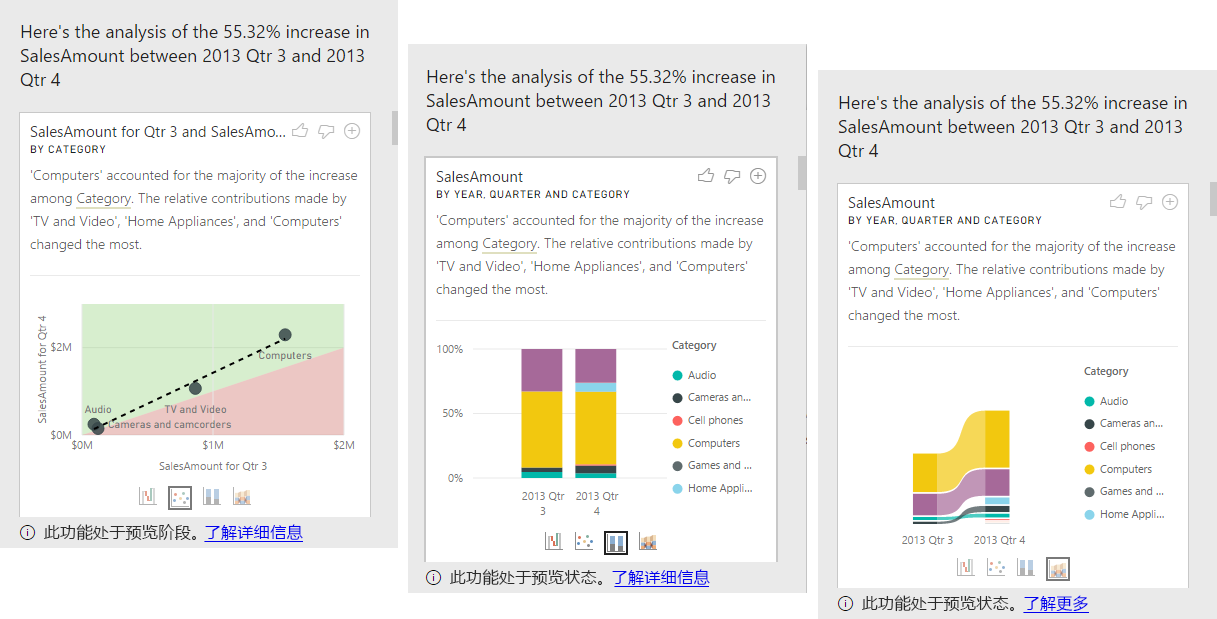 Here's the analysis of the 55.32% increase in
SalesAmount between 2013 Qtr 3 and 2013
Qtr 4
SalesAmount for Qtr 3 and SalesAmo...
BY CATEGORY
'Computers' accounted for the majority of the increase
among Category. The relative contributions made by
'TV and Video', 'Home Appliances', and 'Computers'
changed the most.
SalesAmount for Qtr 4
$2M
$0M
Computers
Audio
TV and Video
Cameras and camcorders
$0M
$1M
$2M
SalesAmount for Qtr 3
此功能处于预览阶段。了解详细信息
Here's the analysis of the 55.32% increase in
SalesAmount between 2013 Qtr 3 and 2013
Qtr 4
SalesAmount
BY YEAR, QUARTER AND CATEGORY
'Computers' accounted for the majority of the increase
among Category. The relative contributions made by
'TV and Video', 'Home Appliances', and 'Computers'
changed the most.
100%
50%
0%
2013 Qtr
3
2013 Qtr
4
Category
Audio
Cameras an...
Cell phones
Computers
Games and ...
Home Appli...
此功能处于预览状态。了解详细信息
Here's the analysis of the 55.32% increase in
SalesAmount between 2013 Qtr 3 and 2013
Qtr 4
SalesAmount
BY YEAR, QUARTER AND CATEGORY
'Computers' accounted for the majority of the increase
among Category. The relative contributions made by
'TV and Video', 'Home Appliances', and 'Computers'
changed the most.
Category
Audio
Cameras an...
Cell phones
Computers
Games and ...
Home Appli...
2013 Qtr 3
2013 Qtr 4
此功能处于预览状态。了解更多